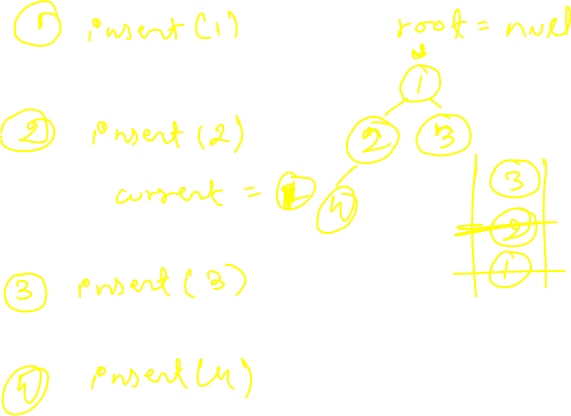 1 insert(1)
root = null
1
2 insert(2)
2 3
current = 4
3
2
1
3 insert(3)
4 insert(4)